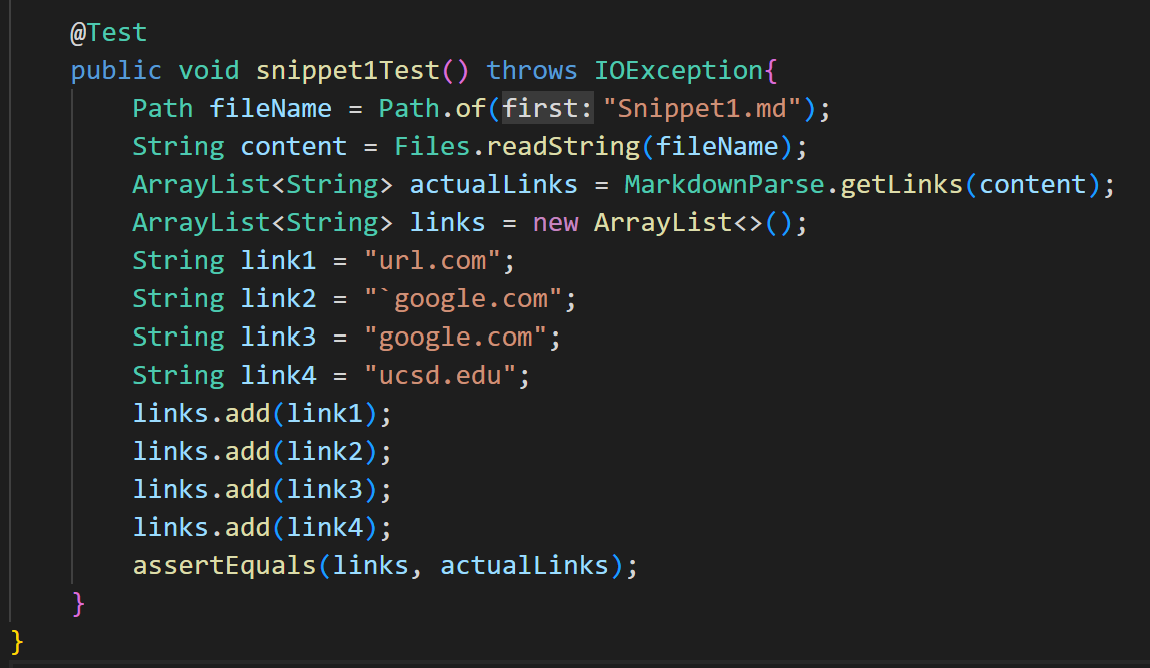 @Test
public void snippet1Test() throws IOException{
Path fileName = Path.of(first: "Snippet1.md");
String content = Files.readString(fileName);
ArrayList<String> actualLinks = MarkdownParse.getLinks(content);
ArrayList<String> links = new ArrayList<>();
String link1 = "url.com";
String link2 = "`google.com";
String link3 = "google.com";
String link4 = "ucsd.edu";
links.add(link1);
links.add(link2);
links.add(link3);
links.add(link4);
assertEquals(links, actualLinks);
}
}